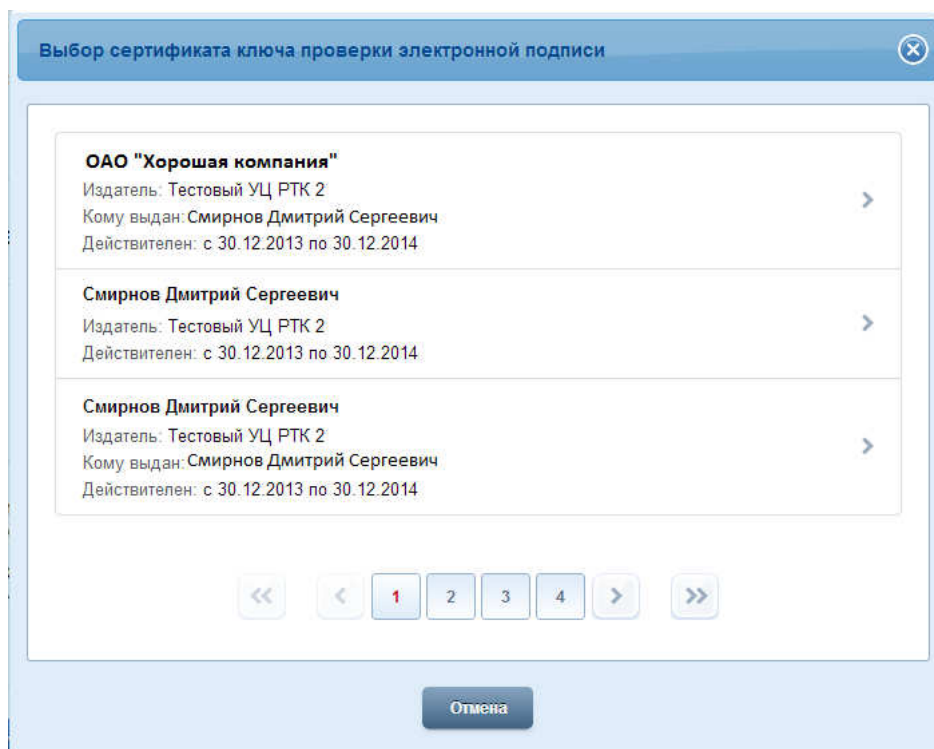 Выбор сертификата ключа проверки электронной подписи
ОАО "Хорошая компания"
Издатель: Тестовый УЦ РТК 2
Кому выдан: Смирнов Дмитрий Сергеевич
Действителен: с 30.12.2013 по 30.12.2014
Смирнов Дмитрий Сергеевич
Издатель: Тестовый УЦ РТК 2
Действителен: с 30.12.2013 по 30.12.2014
Смирнов Дмитрий Сергеевич
Издатель: Тестовый УЦ РТК 2
Кому выдан: Смирнов Дмитрий Сергеевич
Действителен: с 30.12.2013 по 30.12.2014
1 2 3 4
Отмена